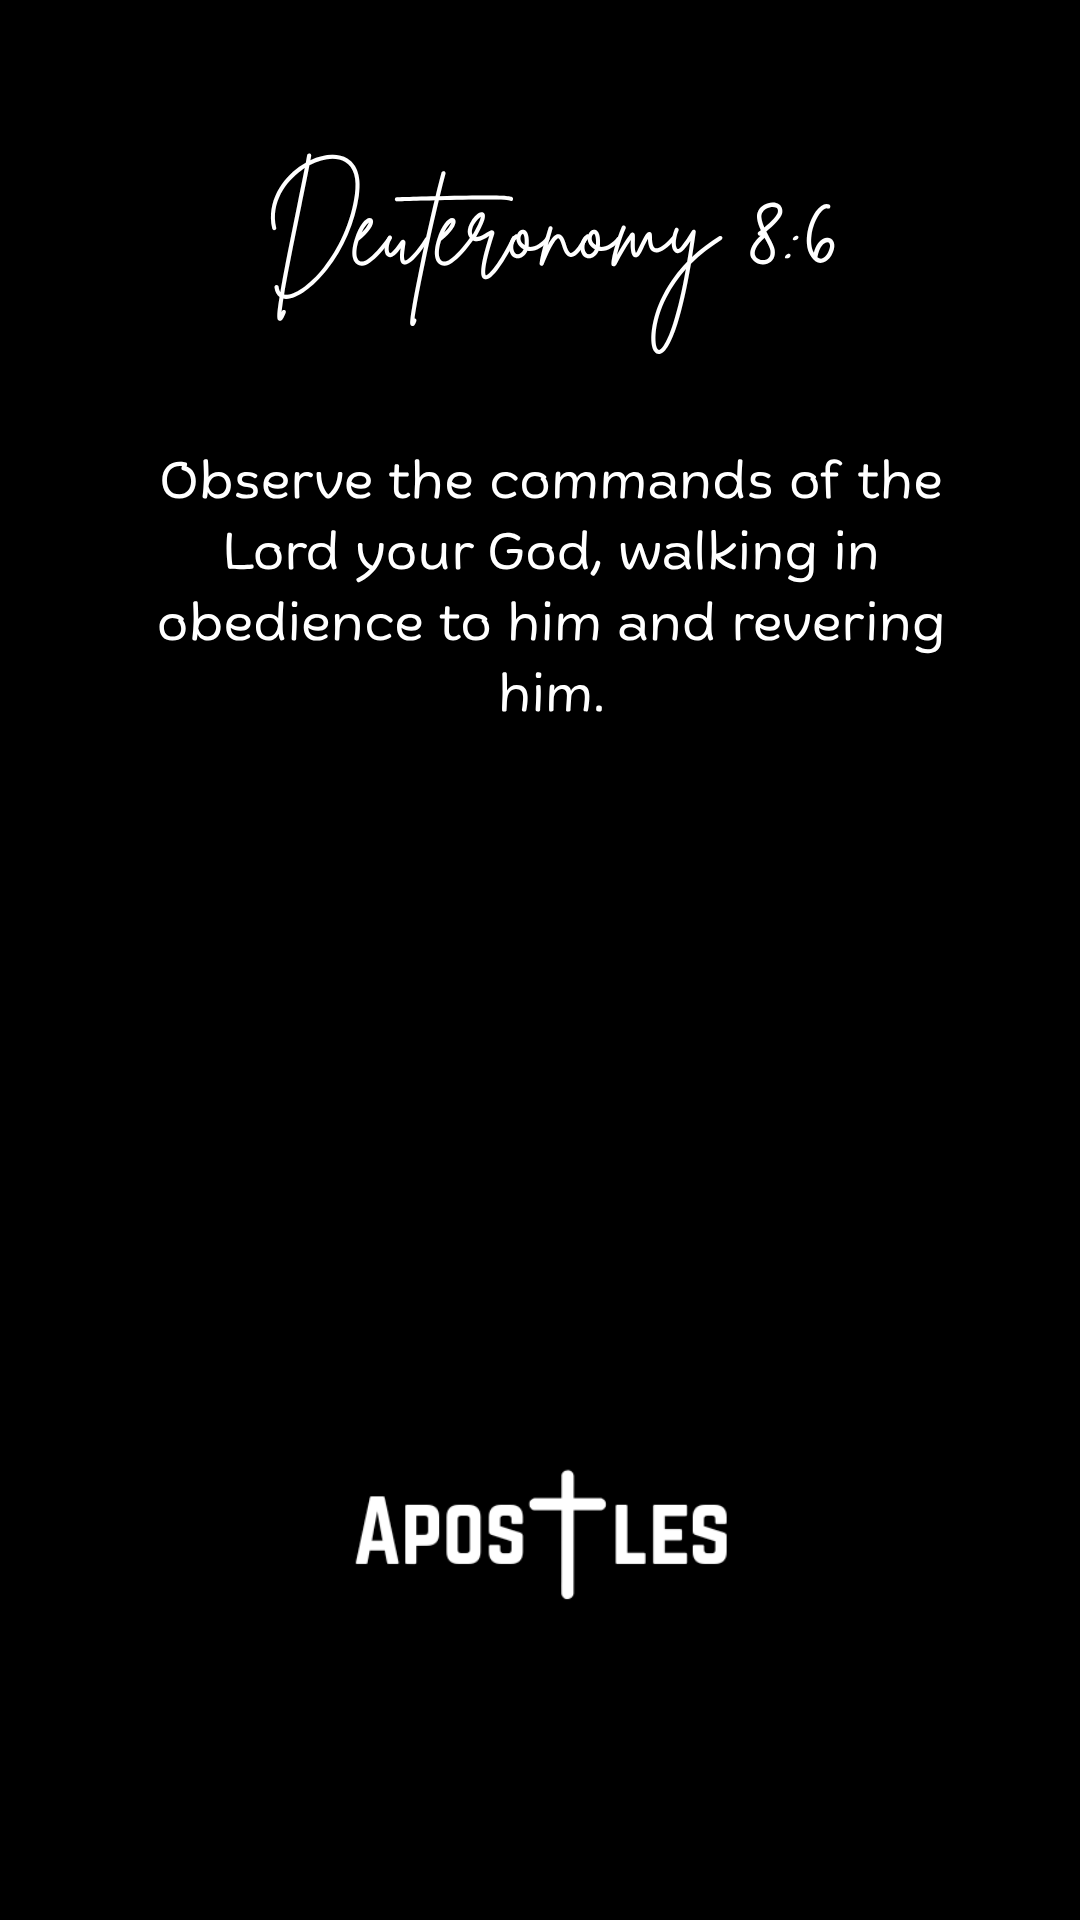 Deuteronomy 8:6
Observe the commands of the
Lord your God, walking in
obedience to him and revering
him.
APOSTLES